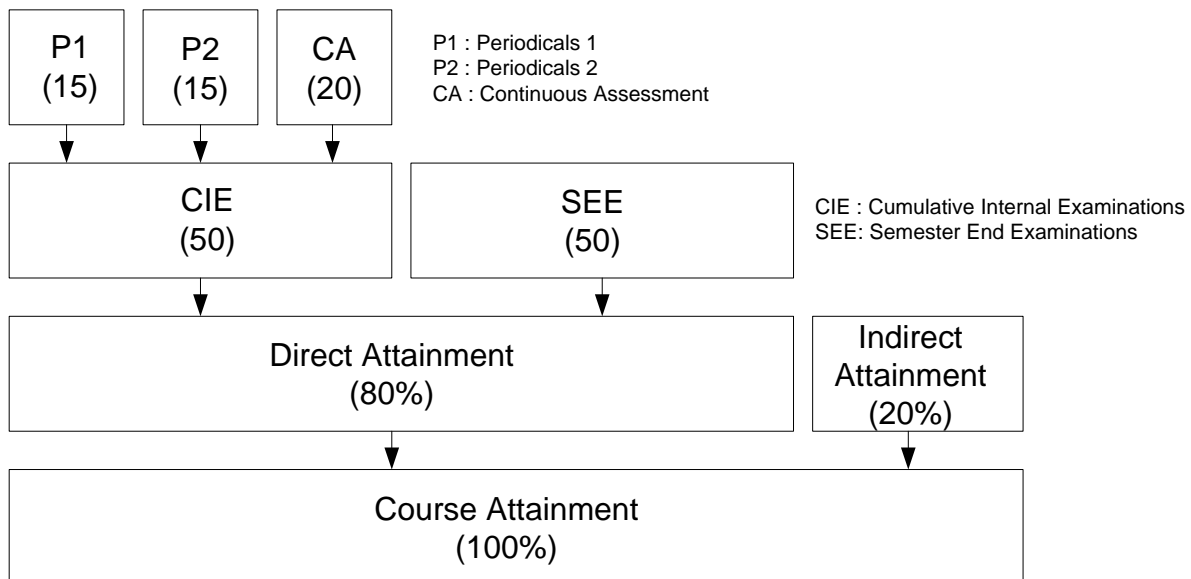 P1
(15)
P2
(15)
CA
(20)
P1 : Periodicals 1
P2 : Periodicals 2
CA : Continuous Assessment
CIE
(50)
SEE
(50)
CIE : Cumulative Internal Examinations
SEE: Semester End Examinations
Direct Attainment
(80%)
Indirect
Attainment
(20%)
Course Attainment
(100%)